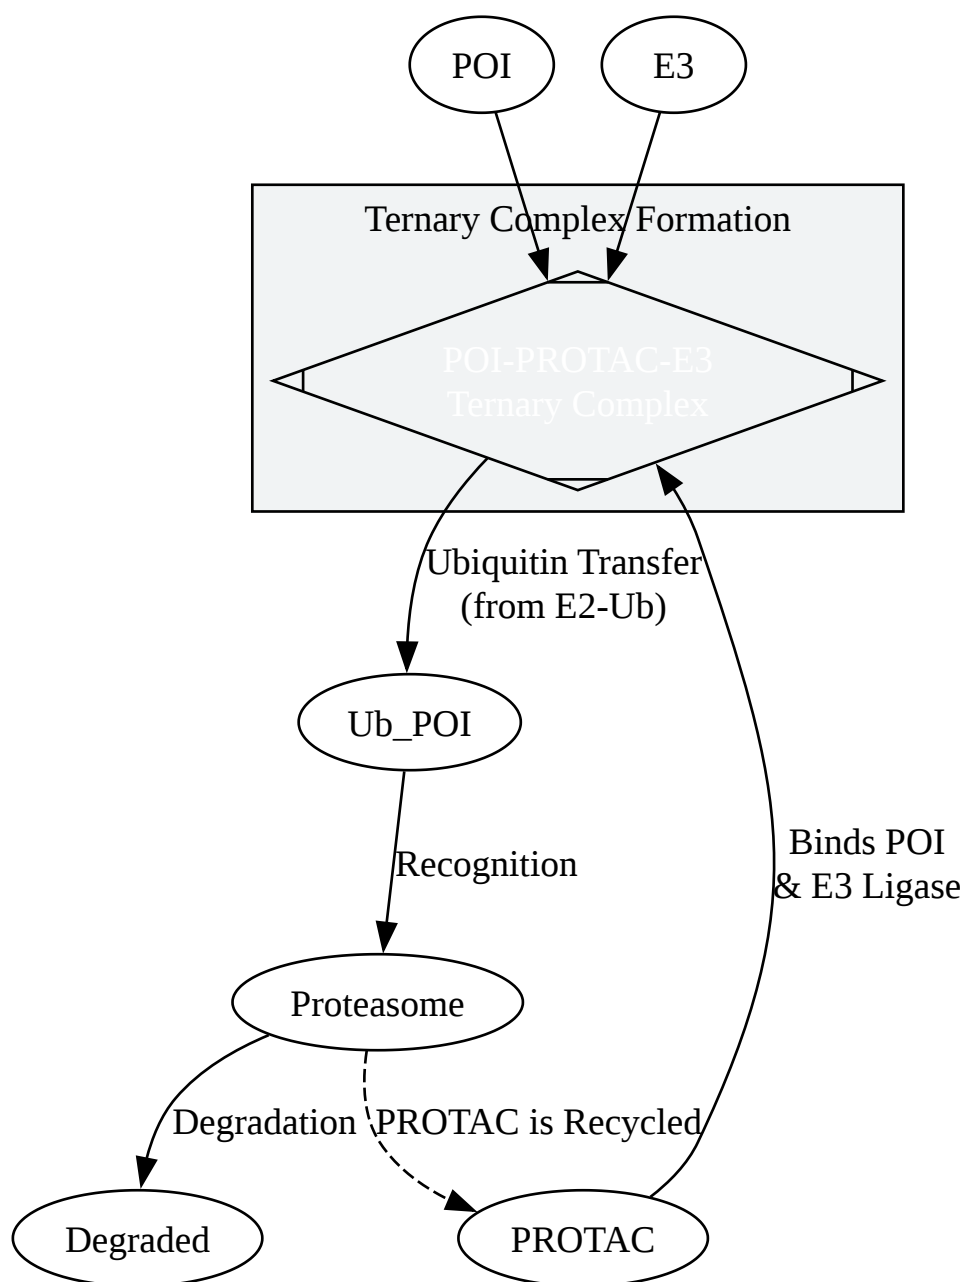 POI
E3
Ternary Complex Formation
POI-PROTAC-E3
Ternary Complex
Ubiquitin Transfer
(from E2-Ub)
Ub_POI
Binds POI
& E3 Ligase
Recognition
Proteasome
Degradation
PROTAC is Recycled
Degraded
PROTAC